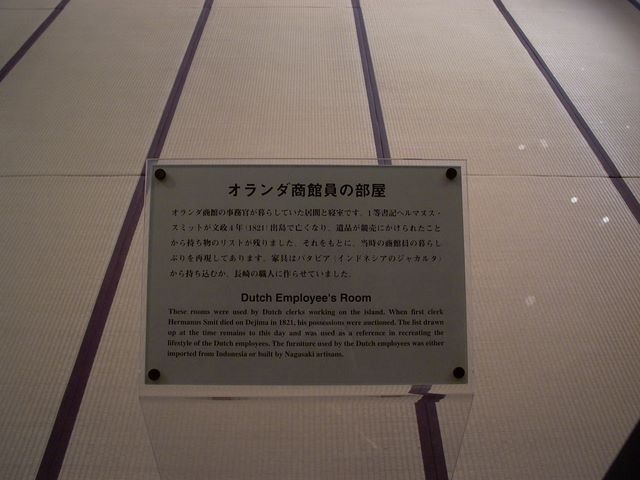 オランダ商館員の部屋
オランダ商館の事務官が暮らしていた居間と寝室です。1等書記ヘルマヌス・
スミットが文政4年（1821）出島で亡くなり、遺品が競売にかけられたこと
から持ち物のリストが残りました。それをもとに、当時の商館員の暮らし
ぶりを再現してあります。家具はバタビア（インドネシアのジャカルタ）
から持ち込むか、長崎の職人に作らせていました。
Dutch Employee's Room
These rooms were used by Dutch clerks working on the island. When first clerk
Hermanus Smit died on Dejima in 1821, his possessions were auctioned. The list drawn
up at the time remains to this day and was used as a reference in recreating the
lifestyle of the Dutch employees. The furniture used by the Dutch employees was either
imported from Indonesia or built by Nagasaki artisans.